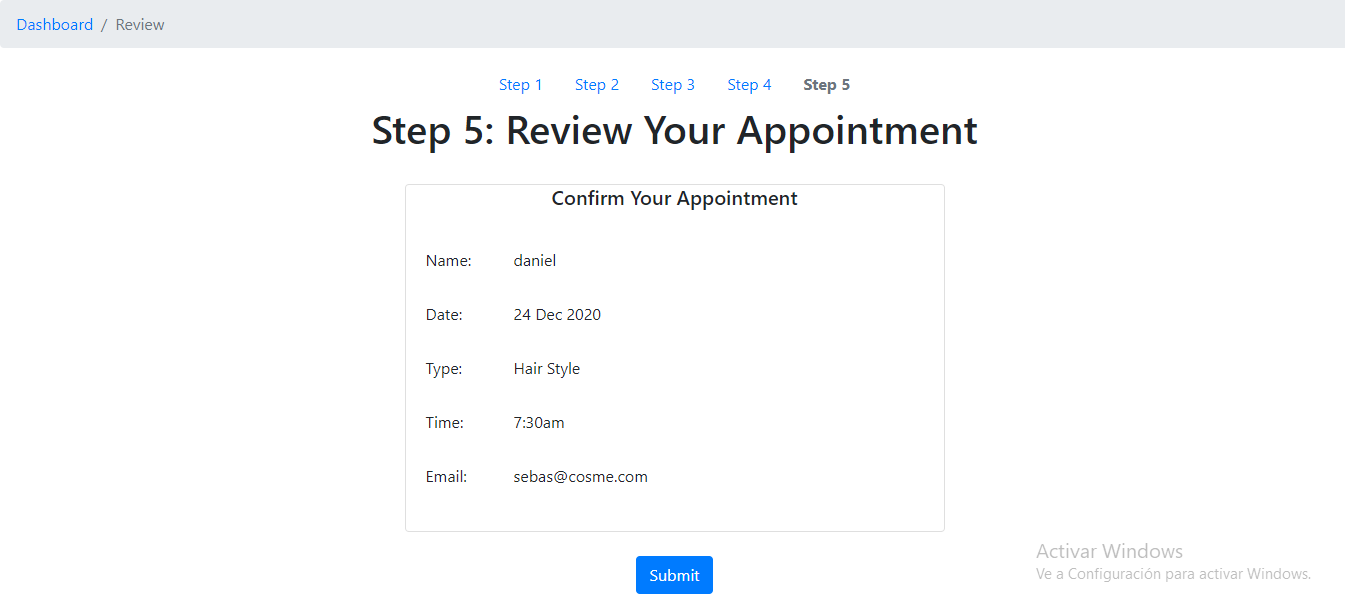 Dashboard / Review
Step 1 Step 2 Step 3 Step 4 Step 5
Step 5: Review Your Appointment
Confirm Your Appointment
Name: daniel
Date: 24 Dec 2020
Type: Hair Style
Time: 7:30am
Email: sebas@cosme.com
Submit
Activar Windows
Ve a Configuración para activar Windows.